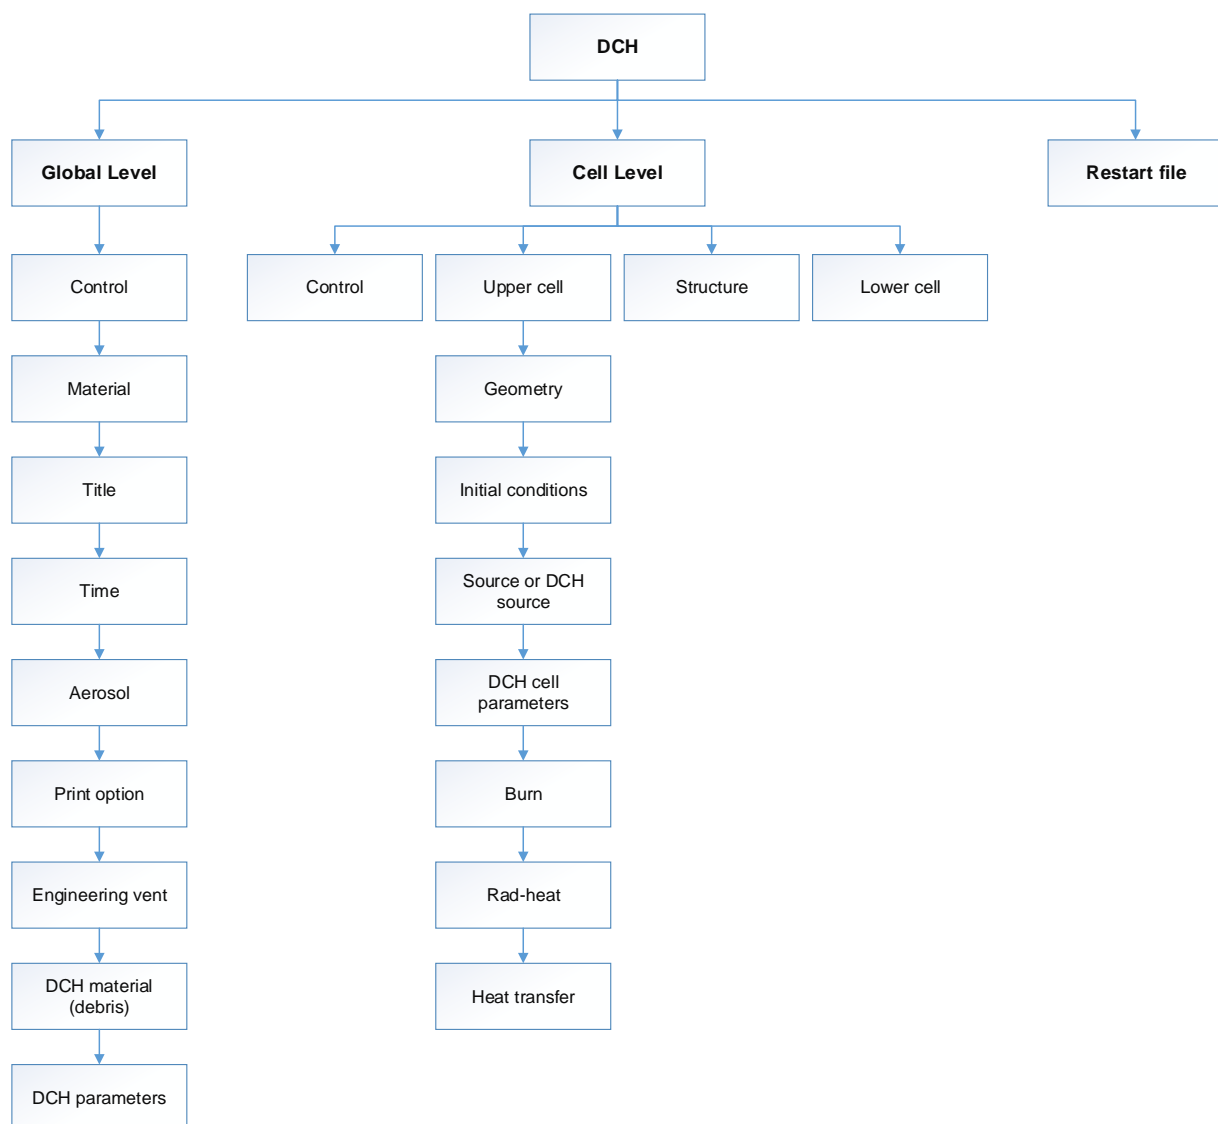 DCH
Global Level
Cell Level
Restart file
Control
Control
Upper cell
Structure
Lower cell
Material
Geometry
Title
Initial conditions
Time
Source or DCH
source
Aerosol
DCH cell
parameters
Print option
Burn
Engineering vent
Rad-heat
DCH material
(debris)
Heat transfer
DCH parameters